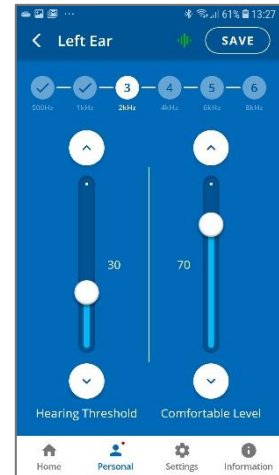 61% 13:27
Left Ear
SAVE
3 4 5 6
500Hz 1kHz 2kHz 4kHz 6kHz 8kHz
30 70
Hearing Threshold Comfortable Level
Home Personal Settings Information